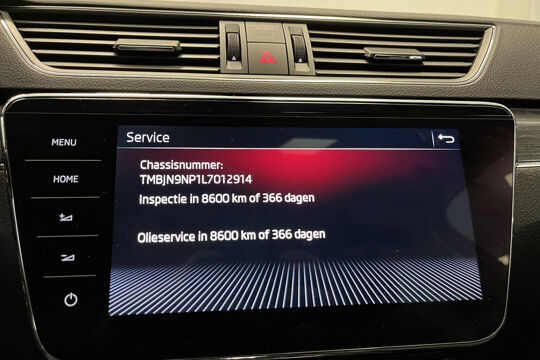 MENU
Service
HOME
Chassisnummer:
TMBJN9NP1L7012914
Inspectie in 8600 km of 366 dagen
Olieservice in 8600 km of 366 dagen